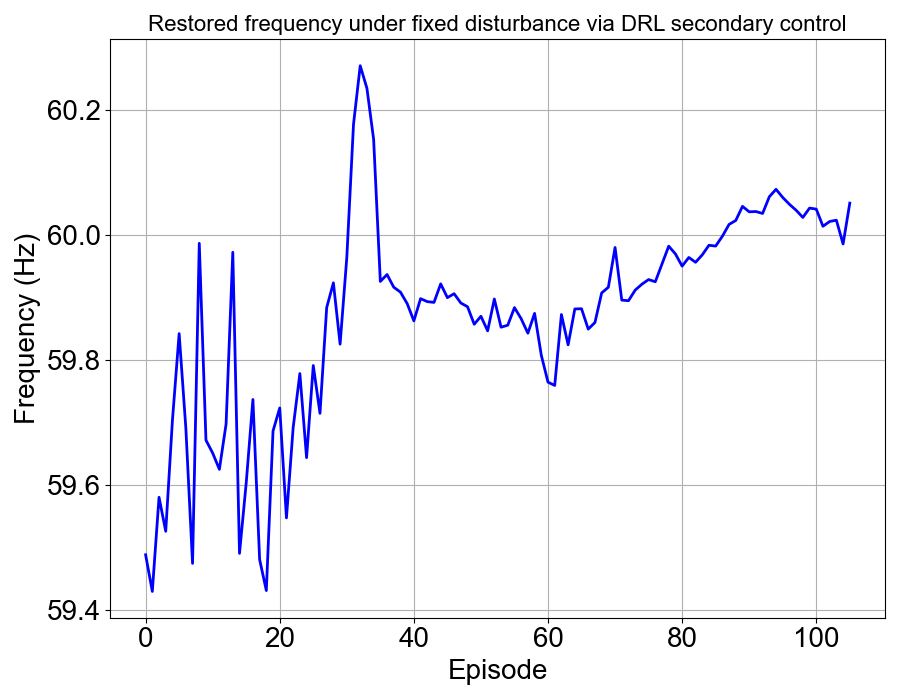 Restored frequency under fixed disturbance via DRL secondary control
60.2
60.0
59.8
59.6
59.4
Frequency (Hz)
0 20 40 60 80 100
Episode